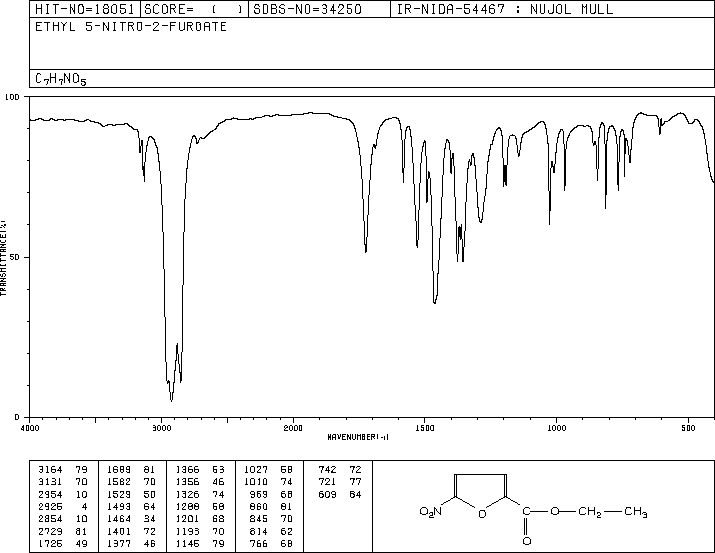 HIT-NO=18051 SCORE= ( ) SDBS-NO=34250 IR-NIDA-54467 : NUJOL MULL
ETHYL 5-NITRO-2-FUROATE
C7H7NO5
100
50
0
TRANSMITTANCE(%)
4000 3000 2000 1500 1000 500
WAVENUMBER(-1)
3164 79 1689 81 1366 53 1027 58 742 72
3131 70 1582 70 1356 46 1010 74 721 77
2954 10 1529 50 1326 74 969 68 609 84
2925 4 1493 64 1288 58 860 81
2854 10 1464 34 1201 68 845 70
2729 81 1401 72 1193 70 814 62
1725 49 1377 46 1145 79 766 68
O2N O O O CH2 CH3